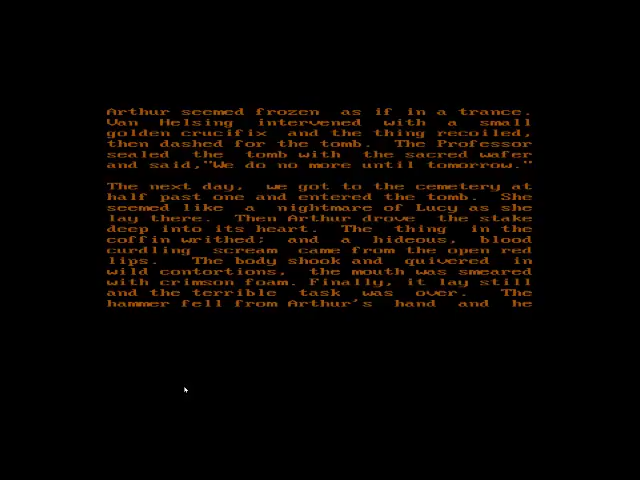 Arthur seemed frozen as if in a trance.
Van Helsing intervened with a small
golden crucifix and the thing recoiled,
then dashed for the tomb. The Professor
sealed the tomb with the sacred wafer
and said,"We do no more until tomorrow."
The next day, we got to the cemetery at
half past one and entered the tomb. She
seemed like a nightmare of Lucy as she
lay there. Then Arthur drove the stake
deep into its heart. The thing in the
coffin writhed; and a hideous, blood
curdling scream came from the open red
lips. The body shook and quivered in
wild contortions, the mouth was smeared
with crimson foam. Finally, it lay still
and the terrible task was over. The
hammer fell from Arthur's hand and he